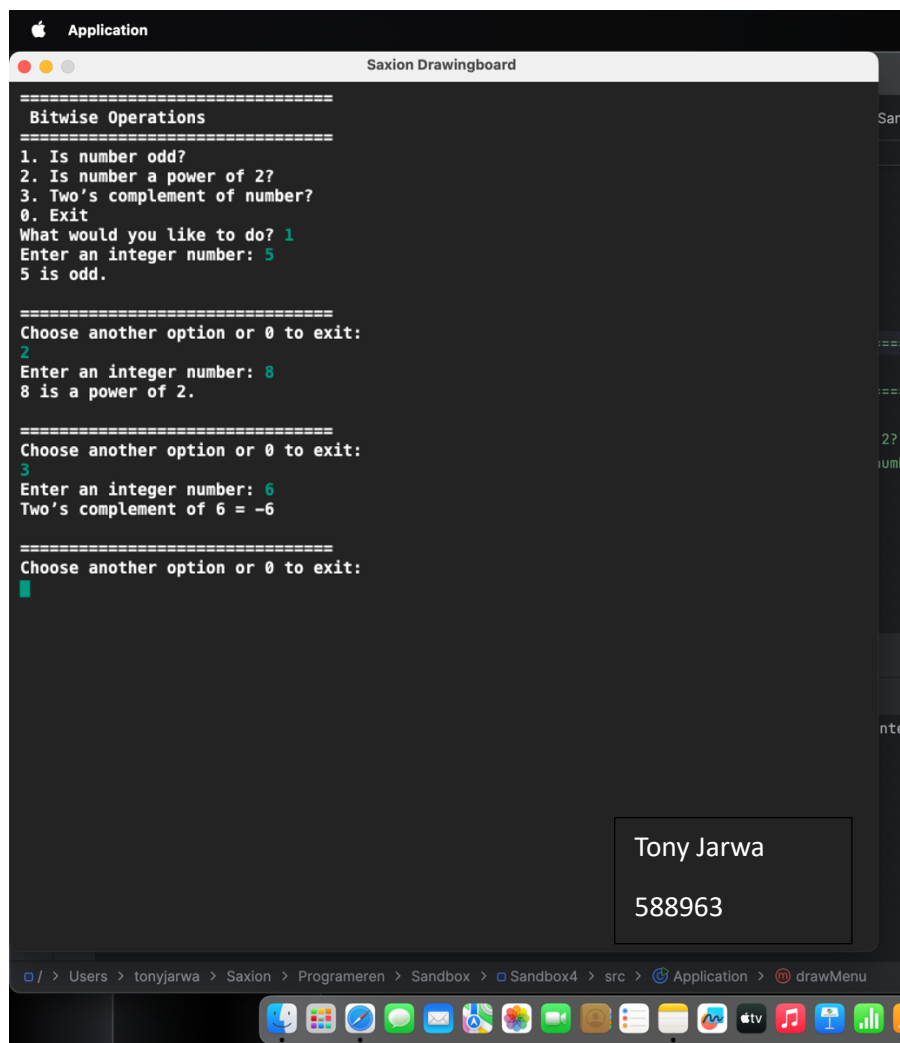 Application
Saxion Drawingboard
================================
Bitwise Operations
================================
1. Is number odd?
2. Is number a power of 2?
3. Two’s complement of number?
0. Exit
What would you like to do? 1
Enter an integer number: 5
5 is odd.
================================
Choose another option or 0 to exit:
2
Enter an integer number: 8
8 is a power of 2.
================================
Choose another option or 0 to exit:
3
Enter an integer number: 6
Two’s complement of 6 = −6
================================
Choose another option or 0 to exit:
Tony Jarwa
588963
/ > Users > tonyjarwa > Saxion > Programeren > Sandbox > Sandbox4 > src > Application > drawMenu
tv